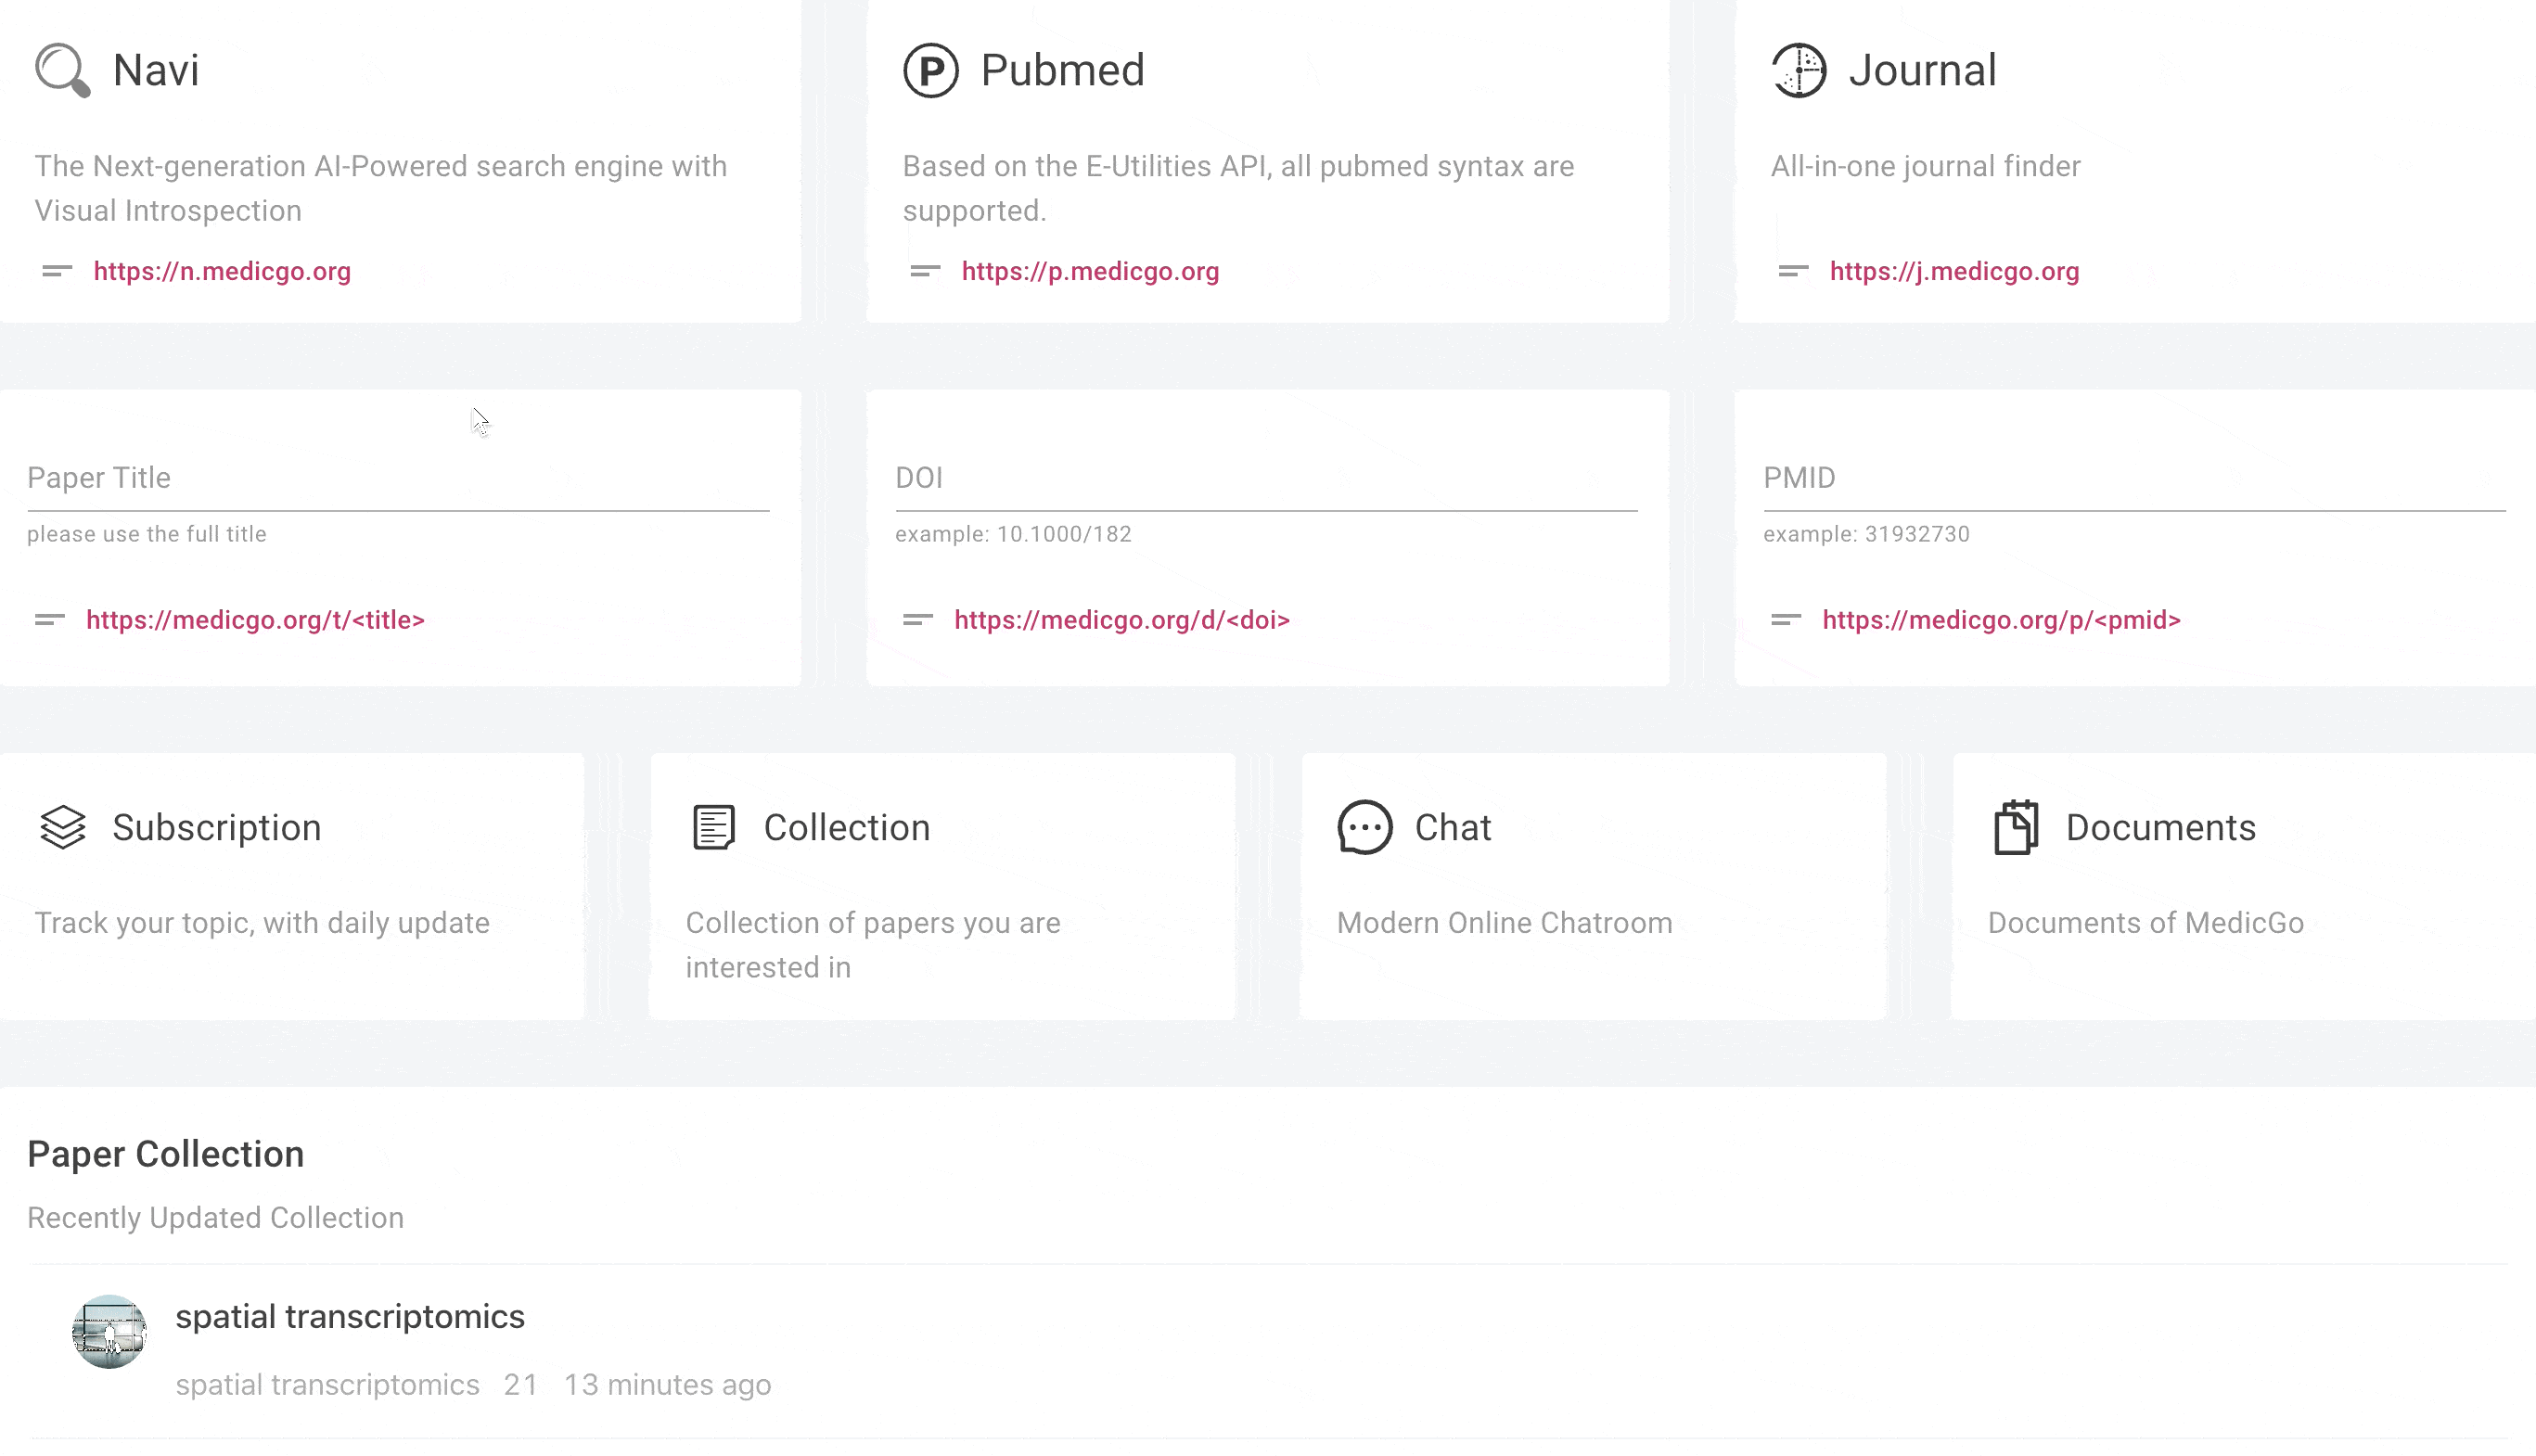 Navi
The Next-generation AI-Powered search engine with
Visual Introspection
https://n.medicgo.org
P Pubmed
Based on the E-Utilities API, all pubmed syntax are
supported.
https://p.medicgo.org
Journal
All-in-one journal finder
https://j.medicgo.org
Paper Title
please use the full title
https://medicgo.org/t/<title>
DOI
example: 10.1000/182
https://medicgo.org/d/<doi>
PMID
example: 31932730
https://medicgo.org/p/<pmid>
Subscription
Track your topic, with daily update
Collection
Collection of papers you are
interested in
Chat
Modern Online Chatroom
Documents
Documents of MedicGo
Paper Collection
Recently Updated Collection
spatial transcriptomics
spatial transcriptomics 21 13 minutes ago